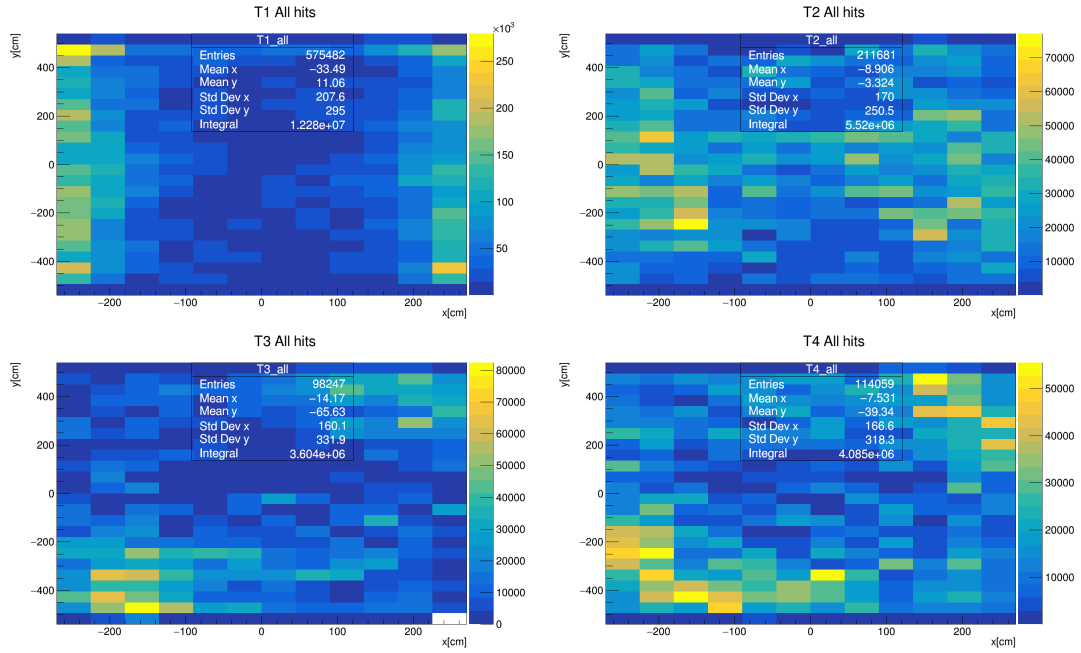 T1 All hits
y[cm]
×10³
T1_all
Entries 575482
Mean x −33.49
Mean y 11.06
Std Dev x 207.6
Std Dev y 295
Integral 1.228e+07
400
200
0
−200
−400
−200 −100 0 100 200
x[cm]
250
200
150
100
50
T2 All hits
y[cm]
T2_all
Entries 211681
Mean x −8.906
Mean y −3.324
Std Dev x 170
Std Dev y 250.5
Integral 5.52e+06
400
200
0
−200
−400
−200 −100 0 100 200
x[cm]
70000
60000
50000
40000
30000
20000
10000
T3 All hits
y[cm]
T3_all
Entries 98247
Mean x −14.17
Mean y −65.63
Std Dev x 160.1
Std Dev y 331.9
Integral 3.604e+06
400
200
0
−200
−400
−200 −100 0 100 200
x[cm]
80000
70000
60000
50000
40000
30000
20000
10000
0
T4 All hits
y[cm]
T4_all
Entries 114059
Mean x −7.531
Mean y −39.34
Std Dev x 166.6
Std Dev y 318.3
Integral 4.085e+06
400
200
0
−200
−400
−200 −100 0 100 200
x[cm]
50000
40000
30000
20000
10000